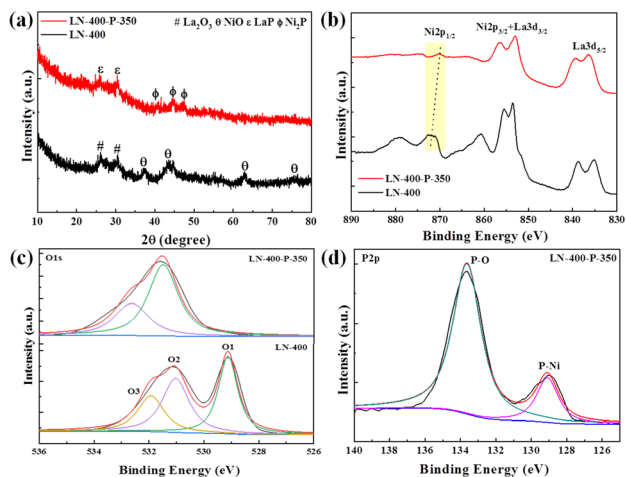 (a)
LN-400-P-350
LN-400
# La₂O₃ θ NiO ε LaP ϕ Ni₂P
ε ε ϕ ϕ ϕ
# # θ θ θ θ
Intensity (a.u.)
10 20 30 40 50 60 70 80
2θ (degree)
(b)
Ni2p₁/₂
Ni2p₃/₂+La3d₃/₂
La3d₅/₂
LN-400-P-350
LN-400
Intensity (a.u.)
890 880 870 860 850 840 830
Binding Energy (eV)
(c)
O1s
LN-400-P-350
LN-400
O1
O2
O3
Intensity (a.u.)
536 534 532 530 528 526
Binding Energy (eV)
(d)
P2p
LN-400-P-350
P-O
P-Ni
Intensity (a.u.)
140 138 136 134 132 130 128 126
Binding Energy (eV)